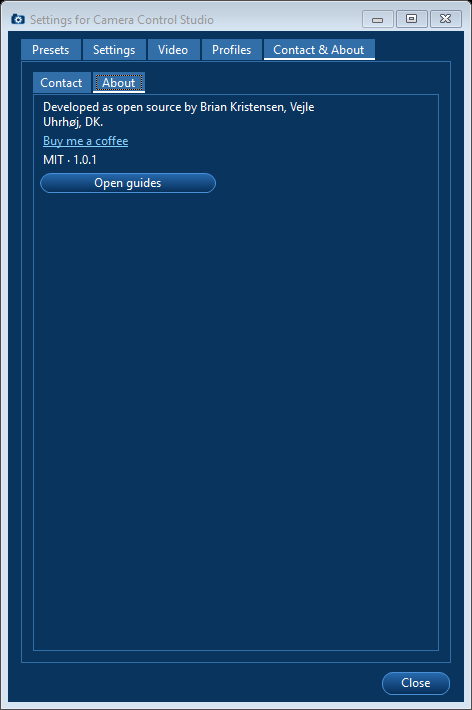 Settings for Camera Control Studio
Presets
Settings
Video
Profiles
Contact & About
Contact
About
Developed as open source by Brian Kristensen, Vejle
Uhrhøj, DK.
Buy me a coffee
MIT · 1.0.1
Open guides
Close